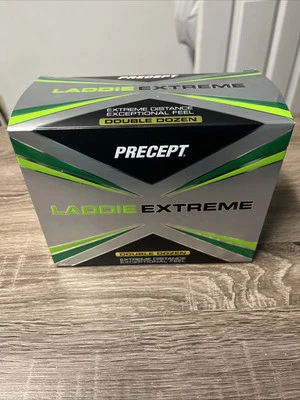 PRECEPT
LADDIE EXTREME
EXTREME DISTANCE
EXCEPTIONAL FEEL
DOUBLE DOZEN
PRECEPT.
LADDIE EXTREME
DOUBLE DOZEN
EXTREME DISTANCE
EXCEPTIONAL FEEL